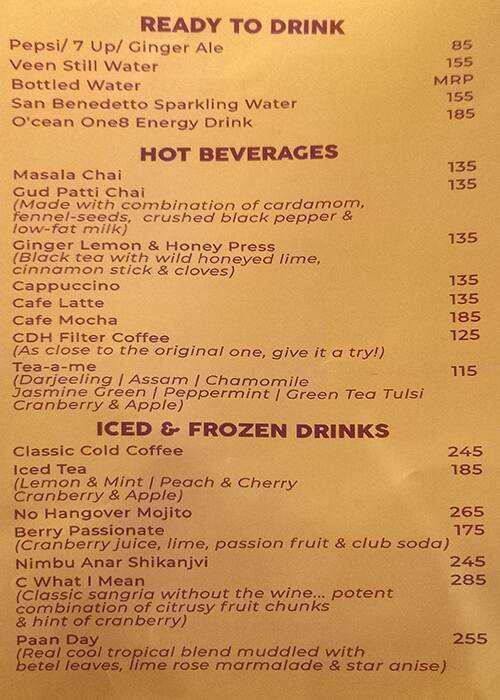 READY TO DRINK
Pepsi/ 7 Up/ Ginger Ale 85
Veen Still Water 155
Bottled Water MRP
San Benedetto Sparkling Water 155
O'cean One8 Energy Drink 185
HOT BEVERAGES
Masala Chai 135
Gud Patti Chai 135
(Made with combination of cardamom,
fennel-seeds, crushed black pepper &
low-fat milk)
Ginger Lemon & Honey Press 135
(Black tea with wild honeyed lime,
cinnamon stick & cloves)
Cappuccino 135
Cafe Latte 135
Cafe Mocha 185
CDH Filter Coffee 125
(As close to the original one, give it a try!)
Tea-a-me 115
(Darjeeling | Assam | Chamomile
Jasmine Green | Peppermint | Green Tea Tulsi
Cranberry & Apple)
ICED & FROZEN DRINKS
Classic Cold Coffee 245
Iced Tea 185
(Lemon & Mint | Peach & Cherry
Cranberry & Apple)
No Hangover Mojito 265
Berry Passionate 175
(Cranberry juice, lime, passion fruit & club soda)
Nimbu Anar Shikanjvi 245
C What I Mean 285
(Classic sangria without the wine... potent
combination of citrusy fruit chunks
& hint of cranberry)
Paan Day 255
(Real cool tropical blend muddled with
betel leaves, lime rose marmalade & star anise)